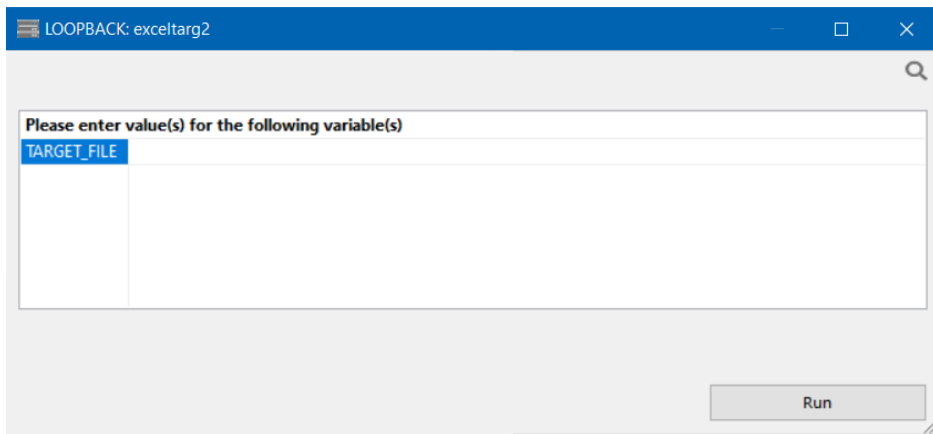 LOOPBACK: exceltarg2
Please enter value(s) for the following variable(s)
TARGET_FILE
Run